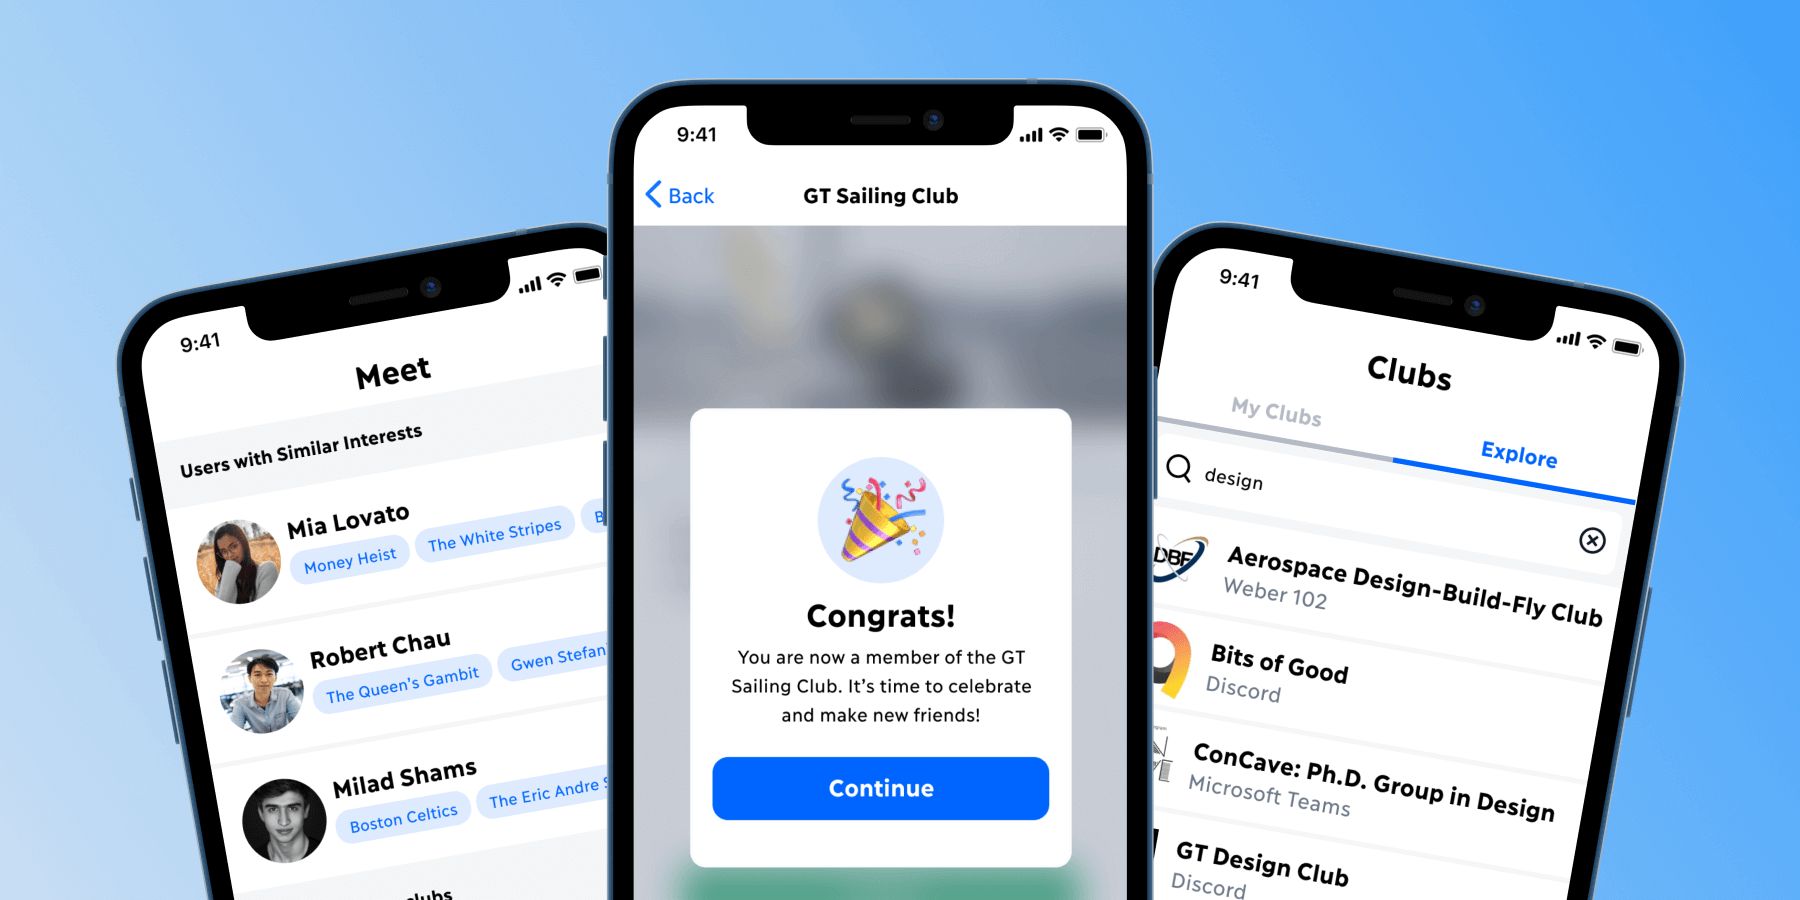 9:41
Meet
Users with Similar Interests
Mia Lovato
Money Heist
The White Stripes
B
Robert Chau
The Queen's Gambit
Gwen Stefan
Milad Shams
Boston Celtics
The Eric Andre
clubs
9:41
Back
GT Sailing Club
Congrats!
You are now a member of the GT
Sailing Club. It's time to celebrate
and make new friends!
Continue
9:41
Clubs
My Clubs
Explore
design
DBF
Aerospace Design-Build-Fly Club
Weber 102
Bits of Good
Discord
ConCave: Ph.D. Group in Design
Microsoft Teams
GT Design Club
Discord